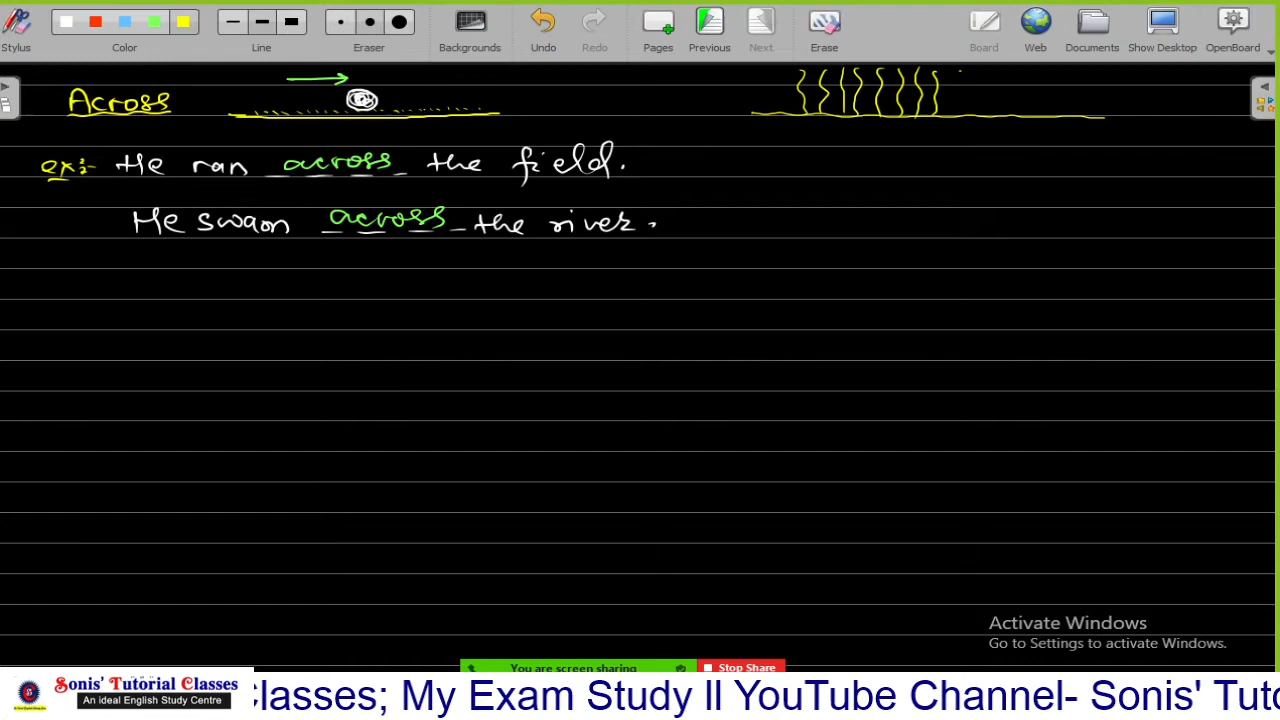 Stylus Color Line Eraser Backgrounds Undo Redo Pages Previous Next Erase Board Web Documents Show Desktop OpenBoard
Across
ex:- He ran across the field.
He swam across the river.
Activate Windows
Go to Settings to activate Windows.
You are screen sharing Stop Share
Sonis' Tutorial Classes
An ideal English Study Centre
Classes; My Exam Study ll YouTube Channel- Sonis' Tuto